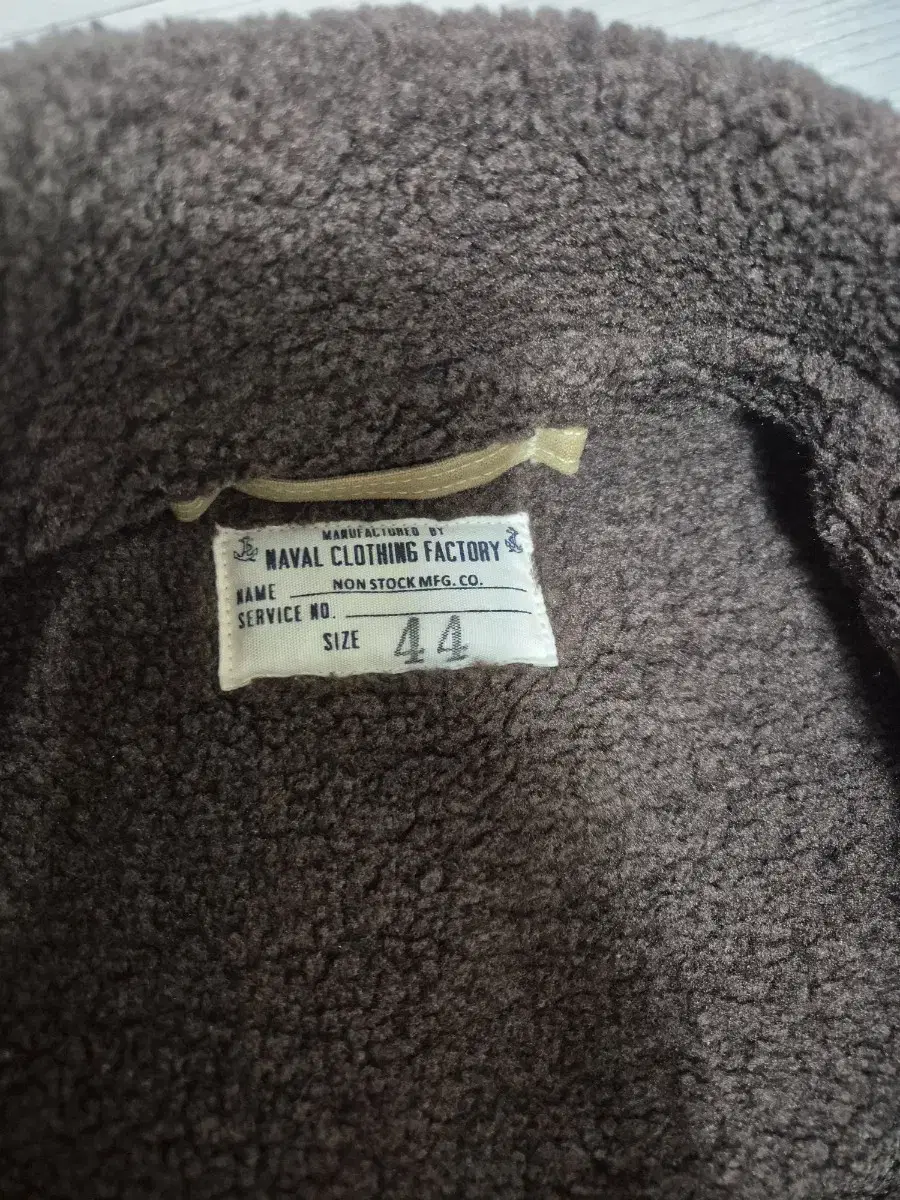 MANUFACTURED BY
NAVAL CLOTHING FACTORY
NAME NON STOCK MFG. CO.
SERVICE NO.
SIZE 44